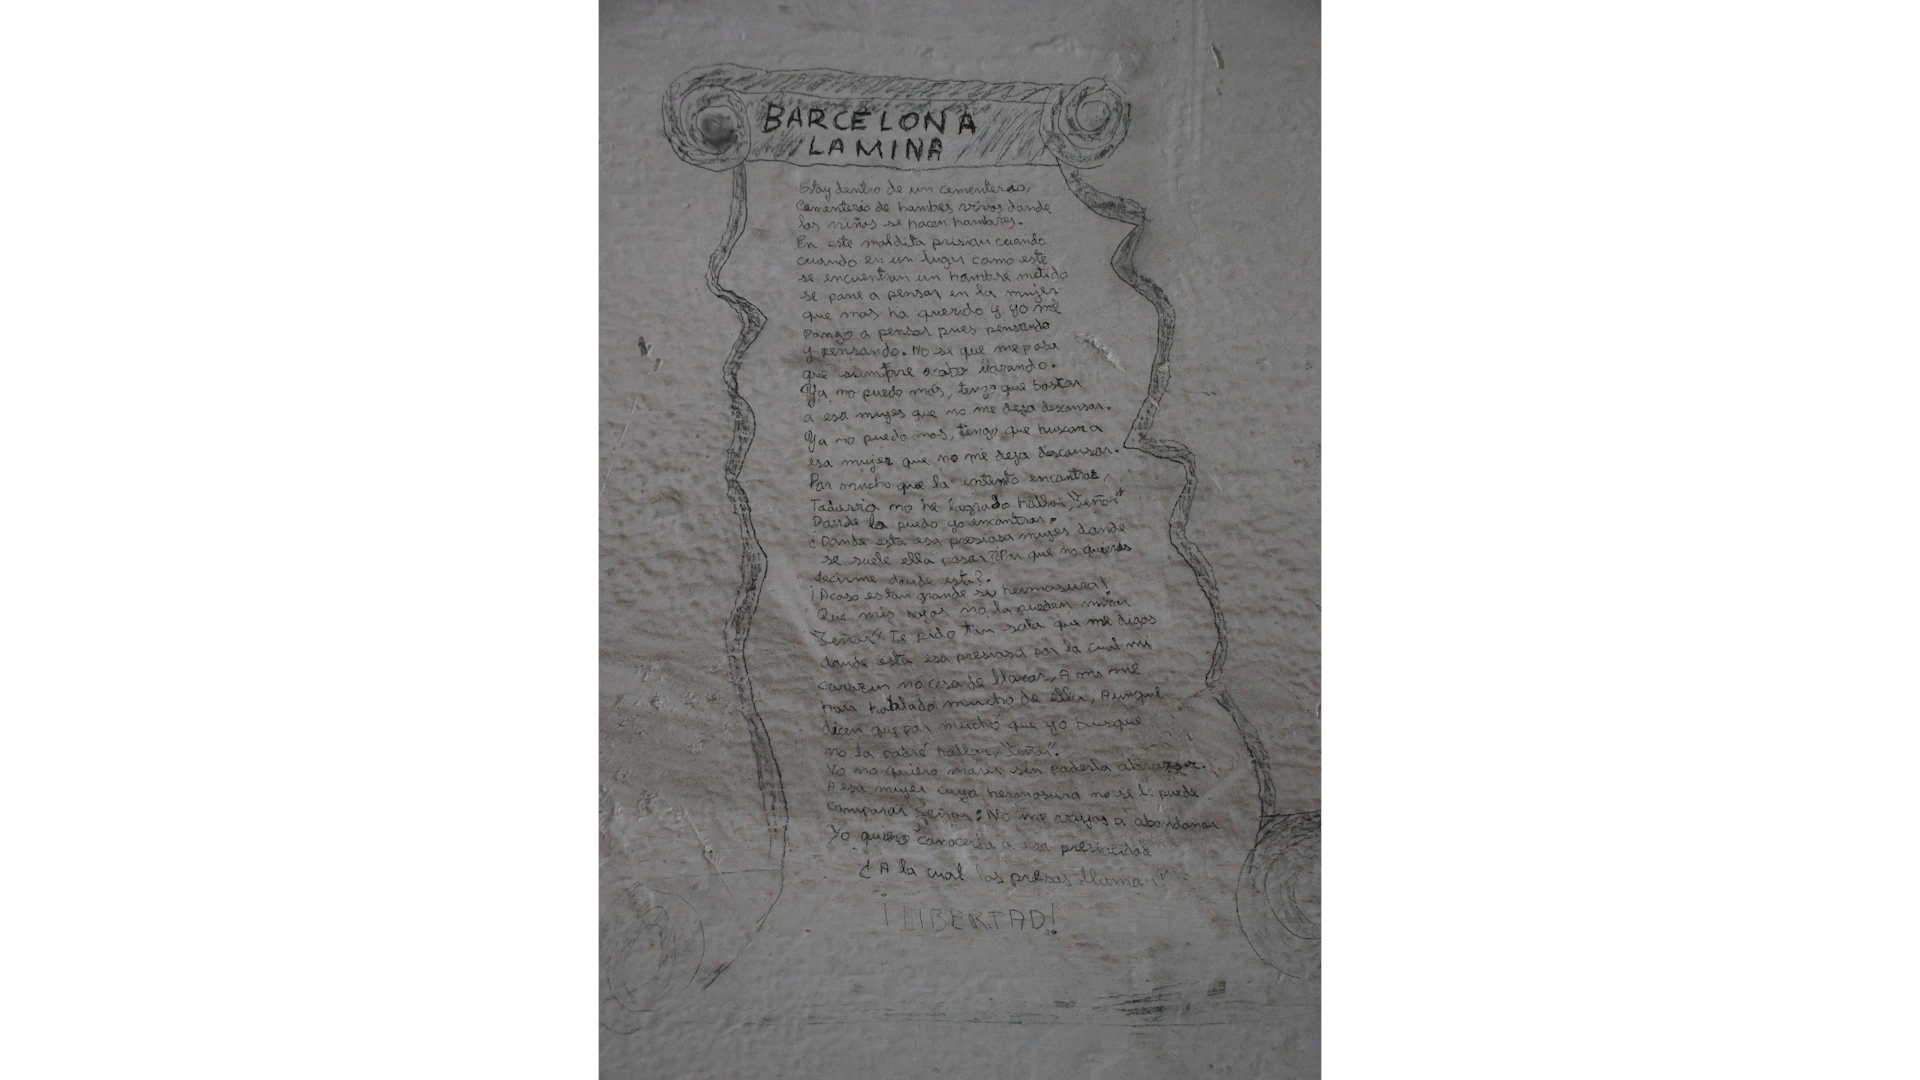 BARCELONA
LA MINA
Estoy dentro de un cementerio,
Cementerio de hombres vivos donde
los niños se hacen hombres.
En este maldita prision cuando
cuando en un lugar como este
se encuentran un hombre metido
se pone a pensar en la mujer
que mas ha querido y yo me
Pongo a pensar pues pensando
y pensando. No se que me pasa
que siempre acabo llorando.
Ya no puedo más, tengo que
a esa mujer que no me deja descansar.
Ya no puedo mas, tengo que buscar a
esa mujer que no me deja descansar.
Por mucho que la intento encontrar,
Todavia no he logrado hallar, "Señor"
Donde la puedo yo encontrar.
¿Donde esta esa presiosa mujer donde
se suele ella posar?¿Por que no quieres
decirme donde esta?.
¡Acaso es tan grande su hermosura!
Que mis ojos no la pueden mirar
"Señor" Te pido tan sola que me digas
donde esta esa presiosa por la cual mi
corazon no cesa de llorar, A mi me
han hablado mucho de ella, Aunque
dicen que por mucho que yo busque
no la podré hallar, "Señor".
Yo no quiero morir sin poderla abrazar.
A esa mujer cuya hermosura no se le puede
comparar Señor: No me vayas a abandonar
Yo quiero conocerla a esa presiocidad
¿A la cual los presos llaman?
¡LIBERTAD!